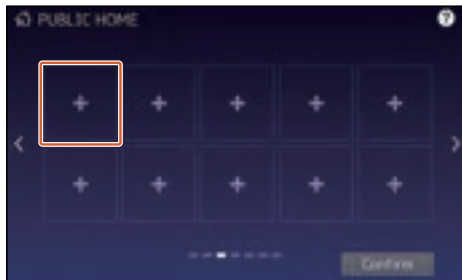 PUBLIC HOME
?
+ + + + +
< >
+ + + + +
Confirm